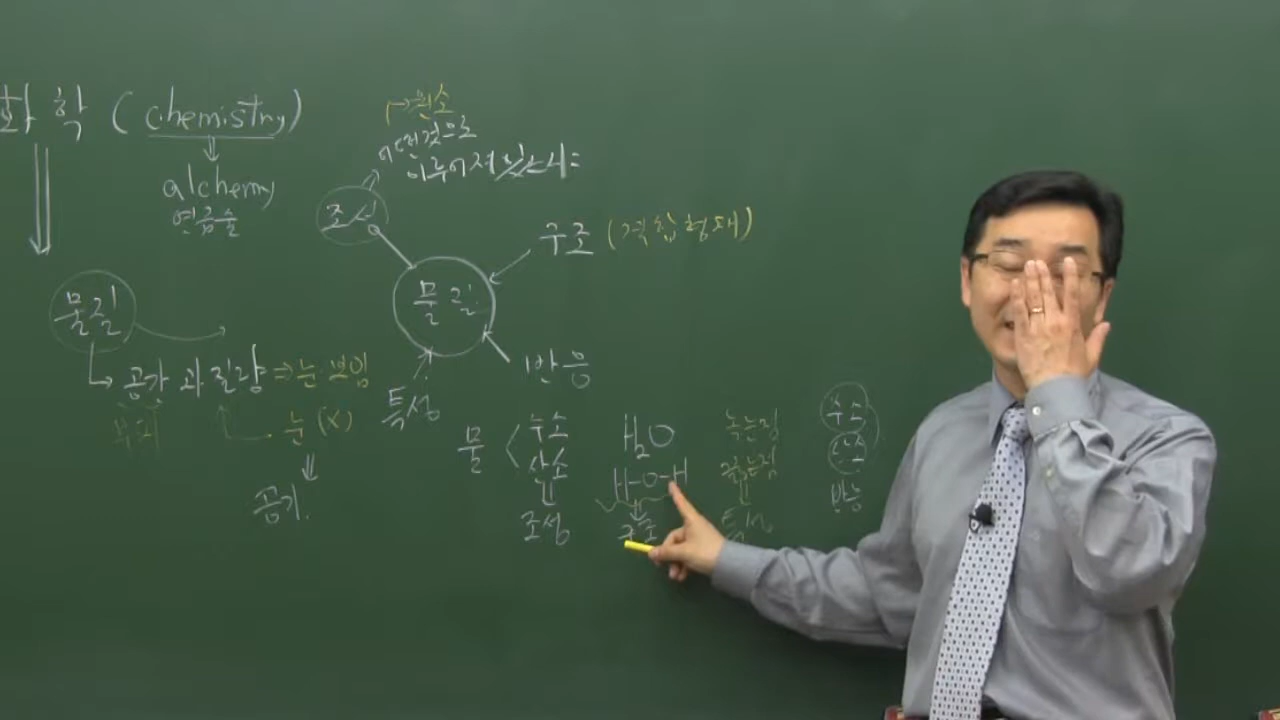 화학 (chemistry)
alchemy
연금술
물질
공간과 질량 ⇒ 눈 보임
부피
눈 (X)
공기.
→원소
어떤것으로
이루어져있는지
조성
물질
구조 (결합형태)
반응
특성
물 < 수소
산소
조성
H₂O
H-O-H
구조
녹는점
끓는점
특성
수소
산소
반응